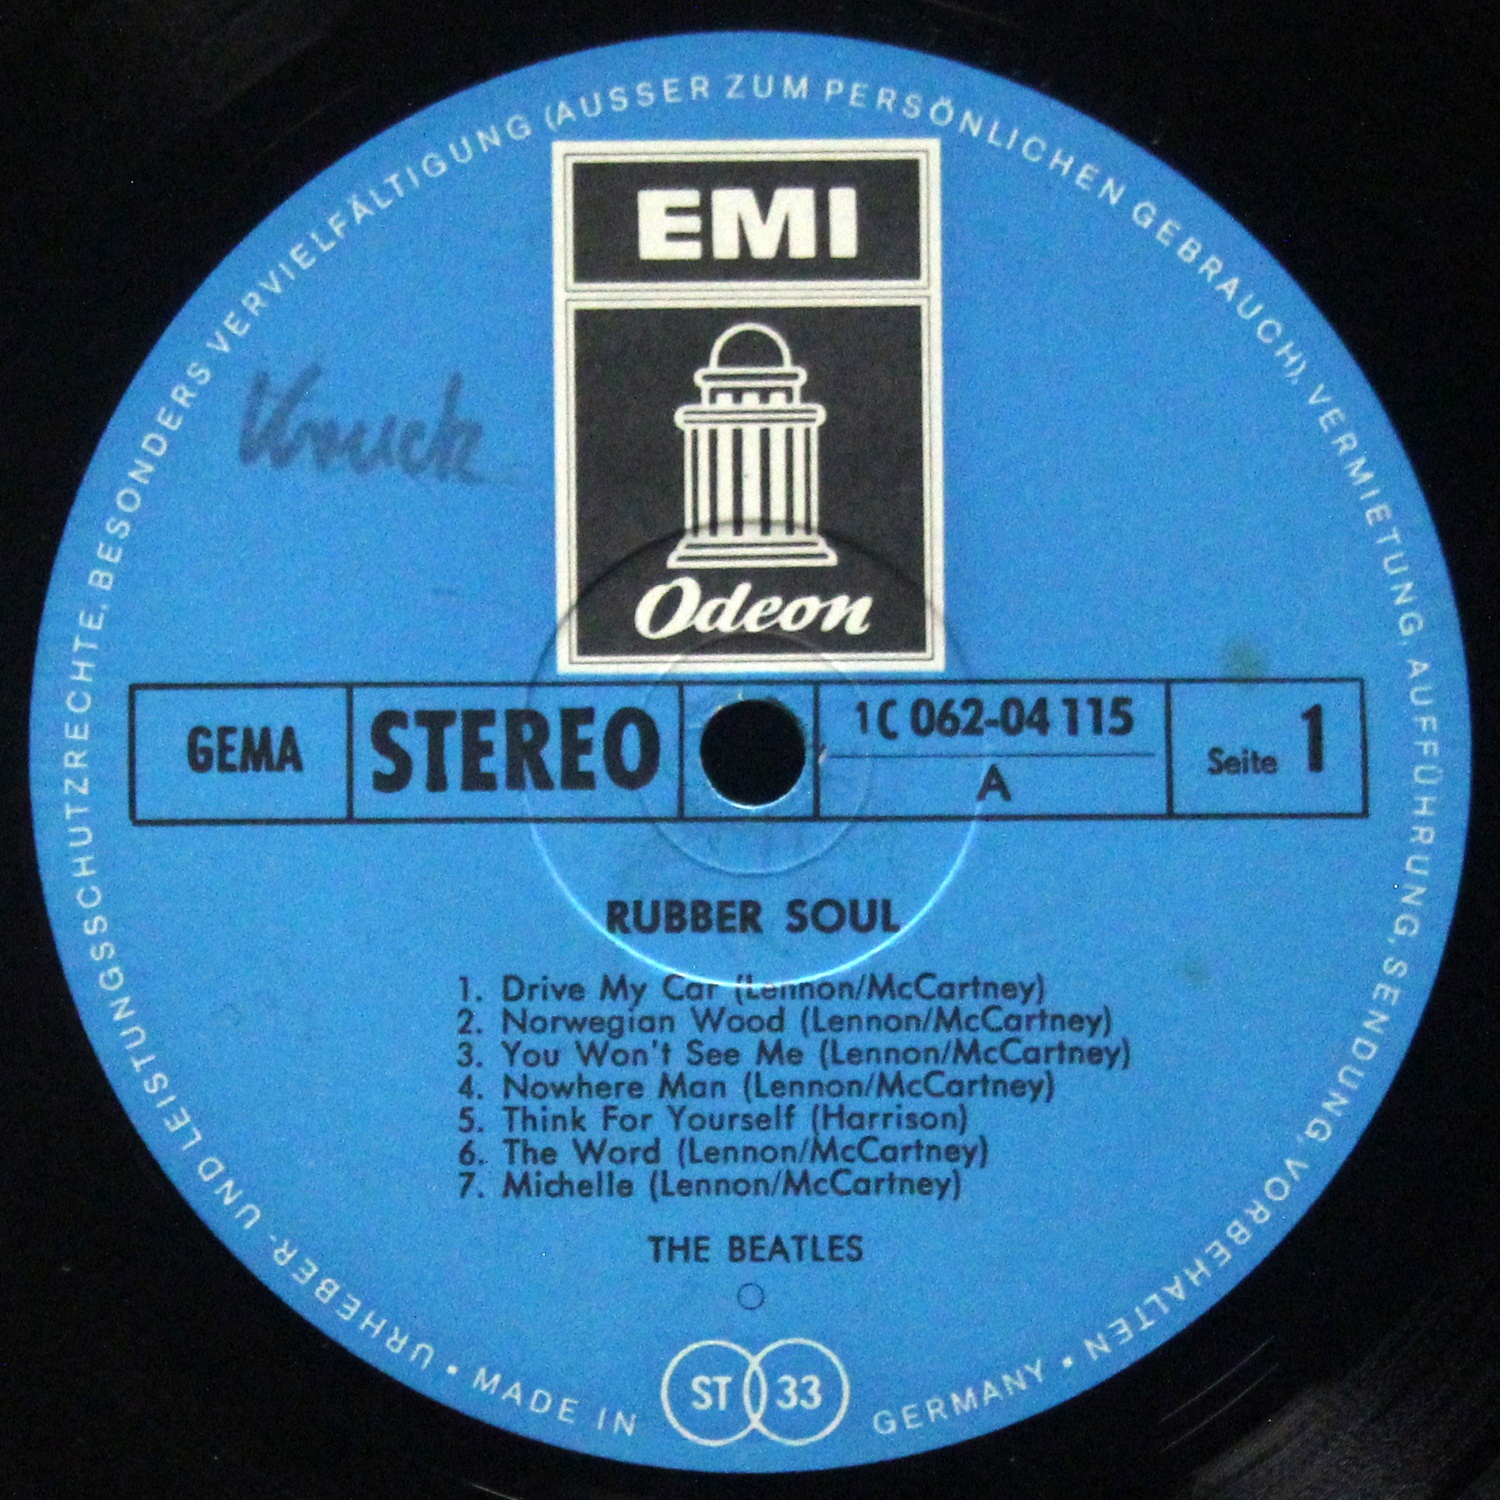 URHEBER- UND LEISTUNGSSCHUTZRECHTE, BESONDERS VERVIELFÄLTIGUNG (AUSSER ZUM PERSÖNLICHEN GEBRAUCH), VERMIETUNG, AUFFÜHRUNG, SENDUNG, VORBEHALTEN •
EMI
Odeon
GEMA
STEREO
1C 062-04 115
A
Seite 1
RUBBER SOUL
1. Drive My Car (Lennon/McCartney)
2. Norwegian Wood (Lennon/McCartney)
3. You Won't See Me (Lennon/McCartney)
4. Nowhere Man (Lennon/McCartney)
5. Think For Yourself (Harrison)
6. The Word (Lennon/McCartney)
7. Michelle (Lennon/McCartney)
THE BEATLES
ST 33
• MADE IN GERMANY